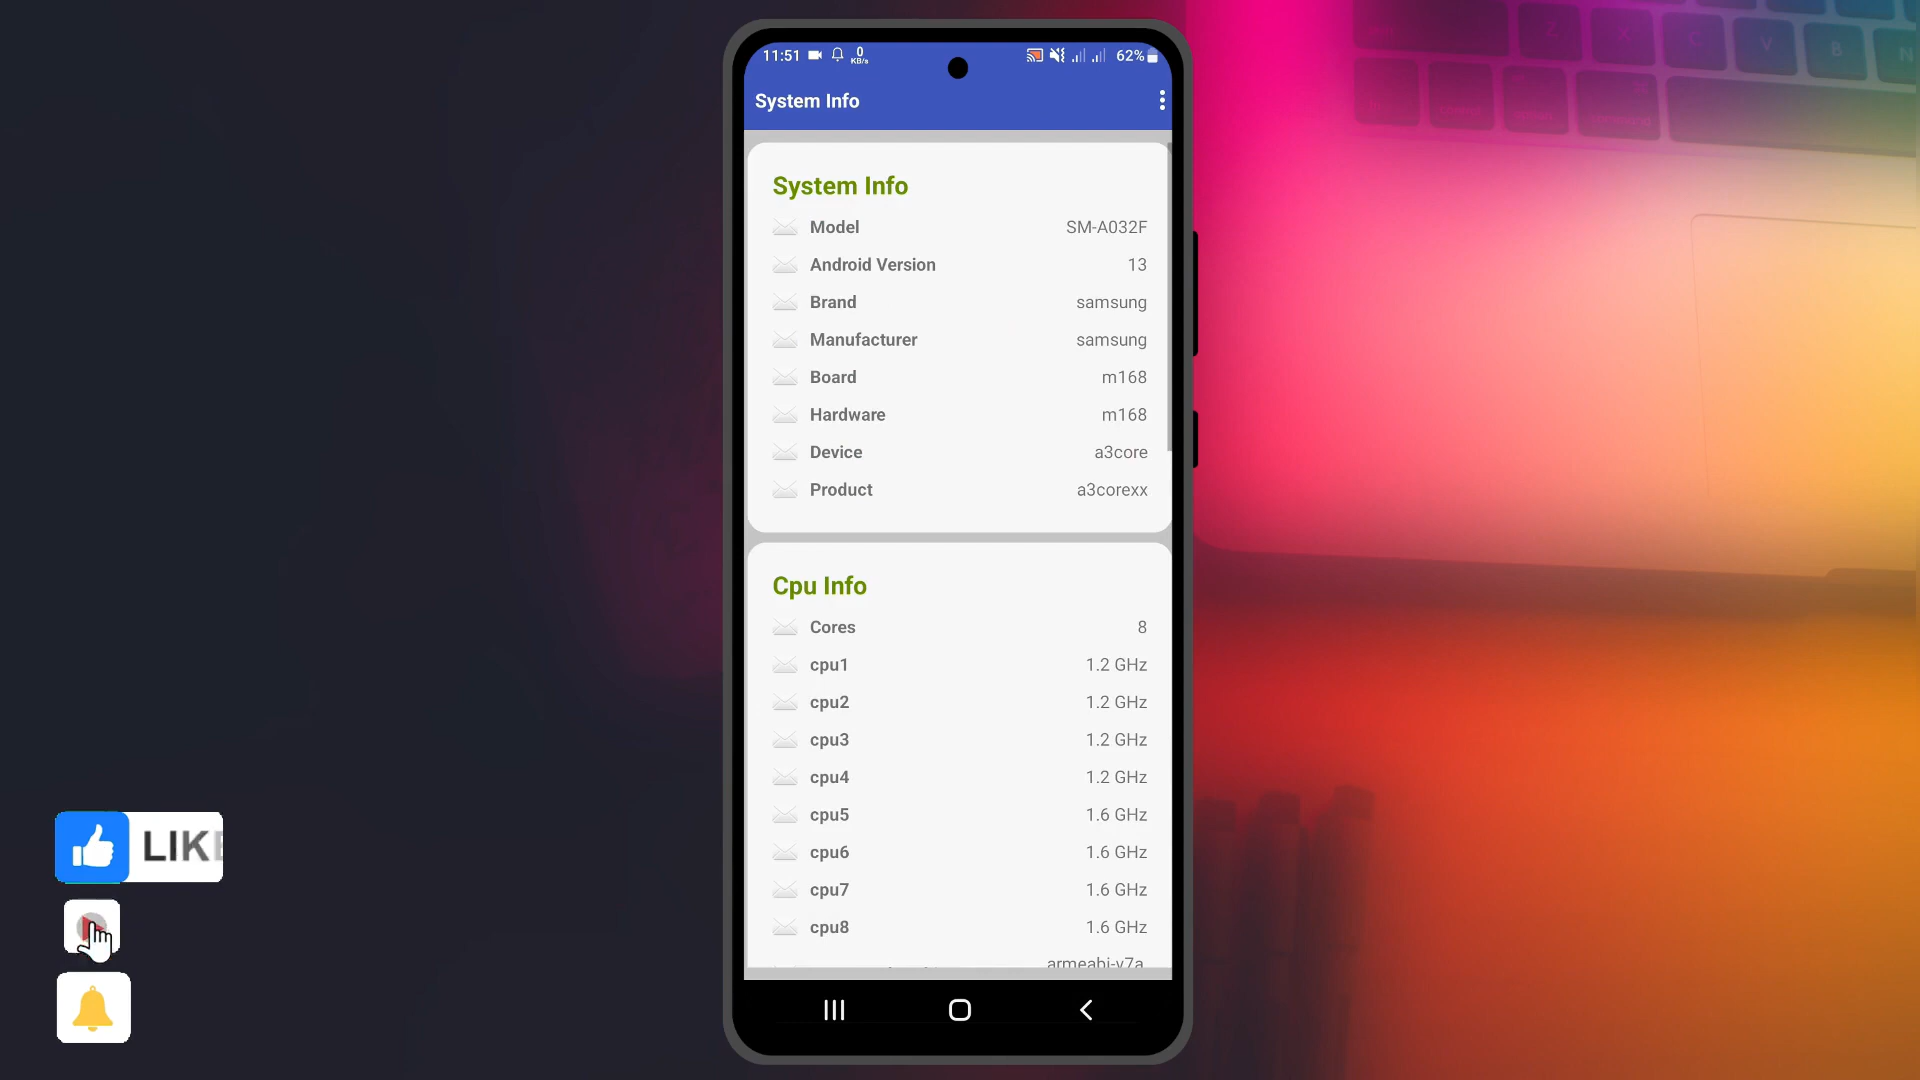 11:51 0 KB/s 62%
System Info
System Info
Model SM-A032F
Android Version 13
Brand samsung
Manufacturer samsung
Board m168
Hardware m168
Device a3core
Product a3corexx
Cpu Info
Cores 8
cpu1 1.2 GHz
cpu2 1.2 GHz
cpu3 1.2 GHz
cpu4 1.2 GHz
cpu5 1.6 GHz
cpu6 1.6 GHz
cpu7 1.6 GHz
cpu8 1.6 GHz
armeabi-v7a
LIKE